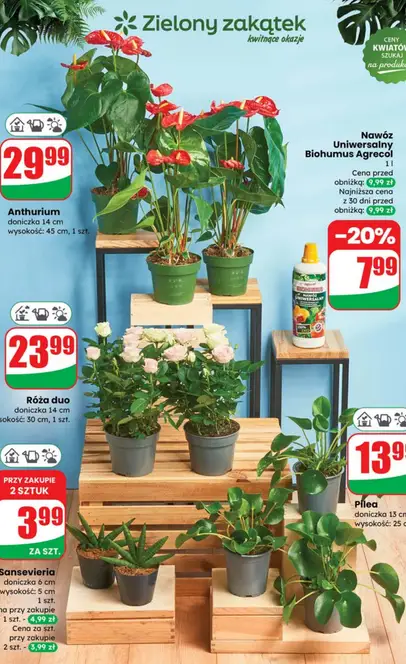 Zielony zakątek
kwitnące okazje
CENY
KWIATÓW
SZUKAJ
na produk
29 99
Anthurium
doniczka 14 cm
wysokość: 45 cm, 1 szt.
Nawóz
Uniwersalny
Biohumus Agrecol
1 l
Cena przed
obniżką: 9,99 zł
Najniższa cena
z 30 dni przed
obniżką: 9,99 zł
-20%
7 99
23 99
Róża duo
doniczka 14 cm
sokość: 30 cm, 1 szt.
UNIWERSALNY
PRZY ZAKUPIE
2 SZTUK
3 99
ZA SZT.
Sansevieria
doniczka 6 cm
wysokość: 5 cm
1 szt.
na przy zakupie
1 szt. - 4,99 zł
Cena za szt.
przy zakupie
2 szt. - 3,99 zł
13 9
Pilea
doniczka 13 cm
wysokość: 25 c